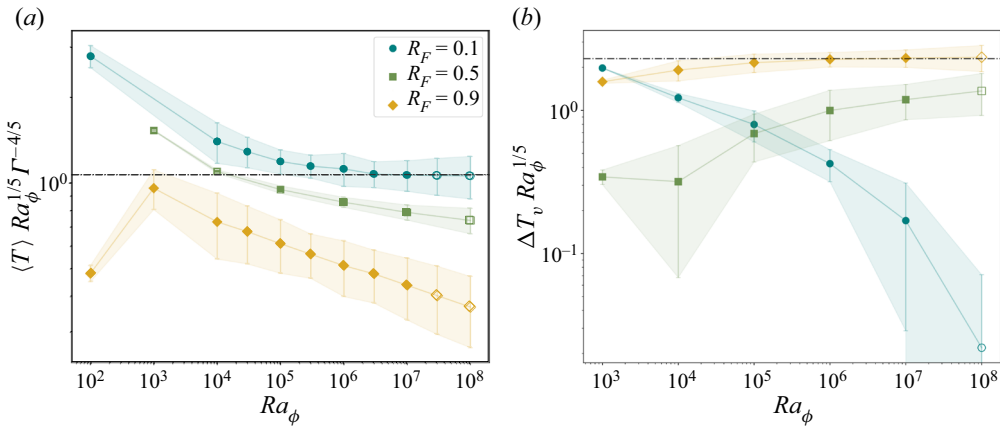 (a)
⟨T⟩ Ra_ϕ^{1/5} Γ^{−4/5}
10^0
R_F = 0.1
R_F = 0.5
R_F = 0.9
10^2 10^3 10^4 10^5 10^6 10^7 10^8
Ra_ϕ
(b)
ΔT_v Ra_ϕ^{1/5}
10^0
10^{−1}
10^3 10^4 10^5 10^6 10^7 10^8
Ra_ϕ